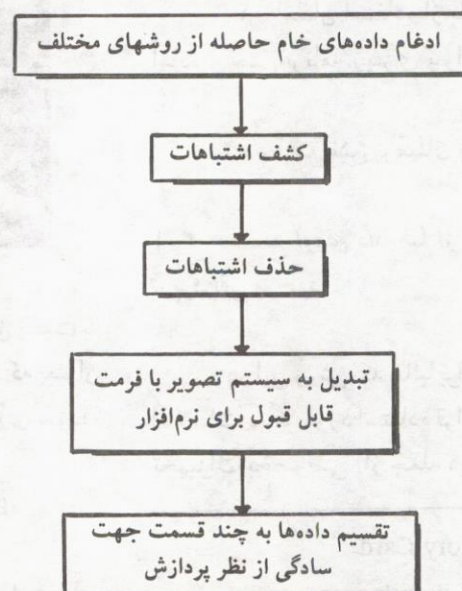 ادغام داده‌های خام حاصله از روشهای مختلف
کشف اشتباهات
حذف اشتباهات
تبدیل به سیستم تصویر با فرمت
قابل قبول برای نرم‌افزار
تقسیم داده‌ها به چند قسمت جهت
سادگی از نظر پردازش